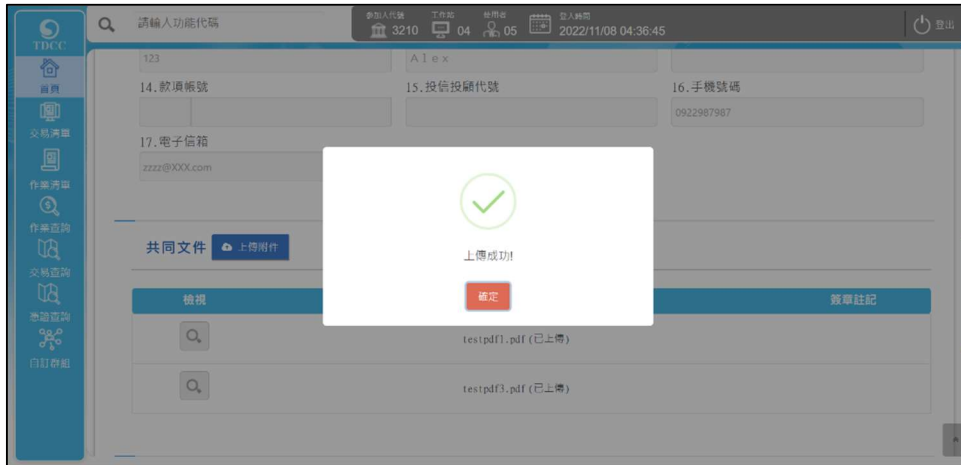 TDCC
首頁
交易清單
作業清單
作業查詢
交易查詢
憑證查詢
自訂群組
請輸入功能代碼
參加人代號 3210
工作站 04
使用者 05
登入時間 2022/11/08 04:36:45
登出
123
Alex
14.款項帳號
15.投信投顧代號
16.手機號碼
0922987987
17.電子信箱
zzzz@XXX.com
共同文件
上傳附件
上傳成功!
確定
檢視
簽章註記
testpdf1.pdf(已上傳)
testpdf3.pdf(已上傳)